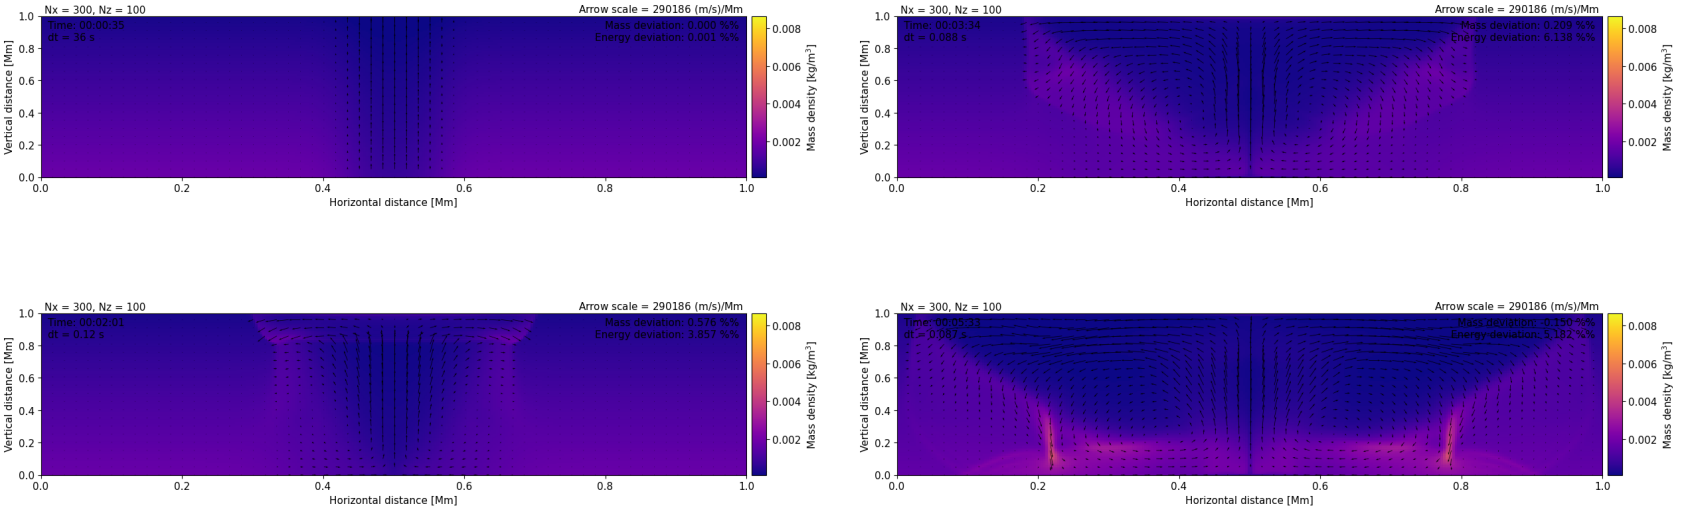 Nx = 300, Nz = 100
Arrow scale = 290186 (m/s)/Mm
Time: 00:00:35
Mass deviation: 0.000 %%
dt = 36 s
Energy deviation: 0.001 %%
1.0
0.8
0.6
0.4
0.2
0.0
Vertical distance [Mm]
0.0 0.2 0.4 0.6 0.8 1.0
Horizontal distance [Mm]
0.008
0.006
0.004
0.002
Mass density [kg/m³]
Nx = 300, Nz = 100
Arrow scale = 290186 (m/s)/Mm
Time: 00:03:34
Mass deviation: 0.209 %%
dt = 0.088 s
Energy deviation: 6.138 %%
1.0
0.8
0.6
0.4
0.2
0.0
Vertical distance [Mm]
0.0 0.2 0.4 0.6 0.8 1.0
Horizontal distance [Mm]
0.008
0.006
0.004
0.002
Mass density [kg/m³]
Nx = 300, Nz = 100
Arrow scale = 290186 (m/s)/Mm
Time: 00:02:01
Mass deviation: 0.576 %%
dt = 0.12 s
Energy deviation: 3.857 %%
1.0
0.8
0.6
0.4
0.2
0.0
Vertical distance [Mm]
0.0 0.2 0.4 0.6 0.8 1.0
Horizontal distance [Mm]
0.008
0.006
0.004
0.002
Mass density [kg/m³]
Nx = 300, Nz = 100
Arrow scale = 290186 (m/s)/Mm
Time: 00:05:33
Mass deviation: -0.150 %%
dt = 0.087 s
Energy deviation: %%
1.0
0.8
0.6
0.4
0.2
0.0
Vertical distance [Mm]
0.0 0.2 0.4 0.6 0.8 1.0
Horizontal distance [Mm]
0.008
0.006
0.004
0.002
Mass density [kg/m³]